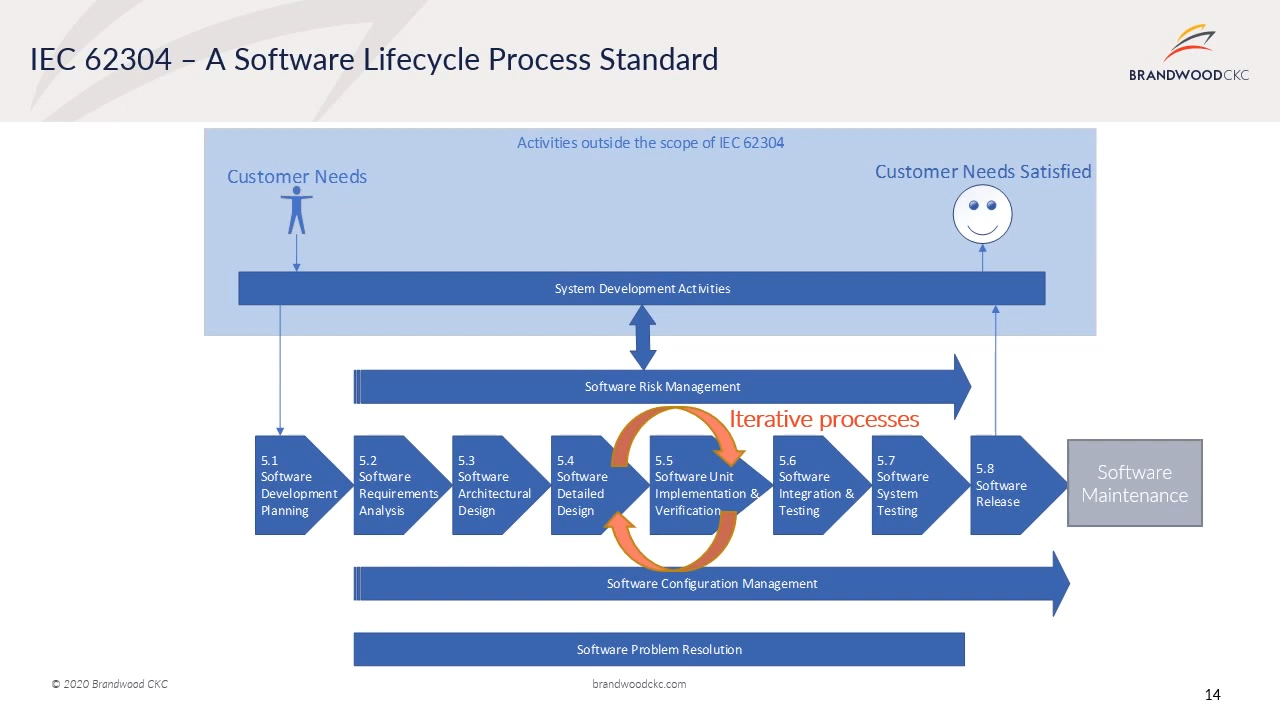 IEC 62304 – A Software Lifecycle Process Standard
BRANDWOODCKC
Activities outside the scope of IEC 62304
Customer Needs
Customer Needs Satisfied
System Development Activities
Software Risk Management
Iterative processes
5.1
Software
Development
Planning
5.2
Software
Requirements
Analysis
5.3
Software
Architectural
Design
5.4
Software
Detailed
Design
5.5
Software Unit
Implementation &
Verification
5.6
Software
Integration &
Testing
5.7
Software
System
Testing
5.8
Software
Release
Software
Maintenance
Software Configuration Management
Software Problem Resolution
© 2020 Brandwood CKC
brandwoodckc.com
14